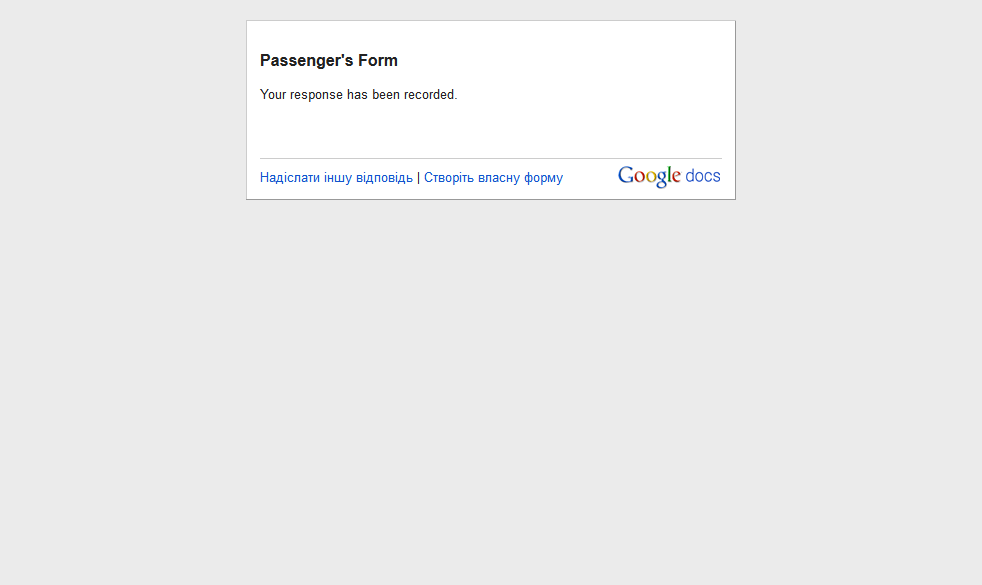 Passenger's Form
Your response has been recorded.
Надіслати іншу відповідь | Створіть власну форму
Google docs